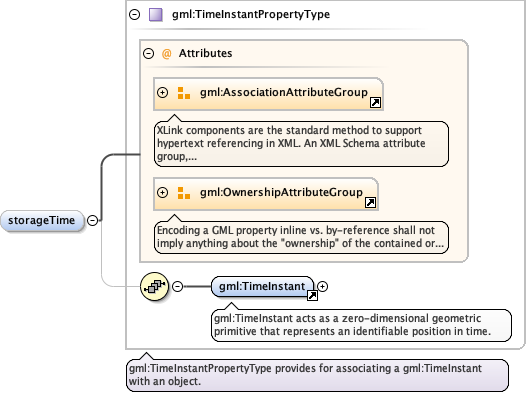 gml:TimeInstantPropertyType
@ Attributes
gml:AssociationAttributeGroup
XLink components are the standard method to support
hypertext referencing in XML. An XML Schema attribute
group,...
gml:OwnershipAttributeGroup
Encoding a GML property inline vs. by-reference shall not
imply anything about the "ownership" of the contained or...
storageTime
gml:TimeInstant
gml:TimeInstant acts as a zero-dimensional geometric
primitive that represents an identifiable position in time.
gml:TimeInstantPropertyType provides for associating a gml:TimeInstant
with an object.